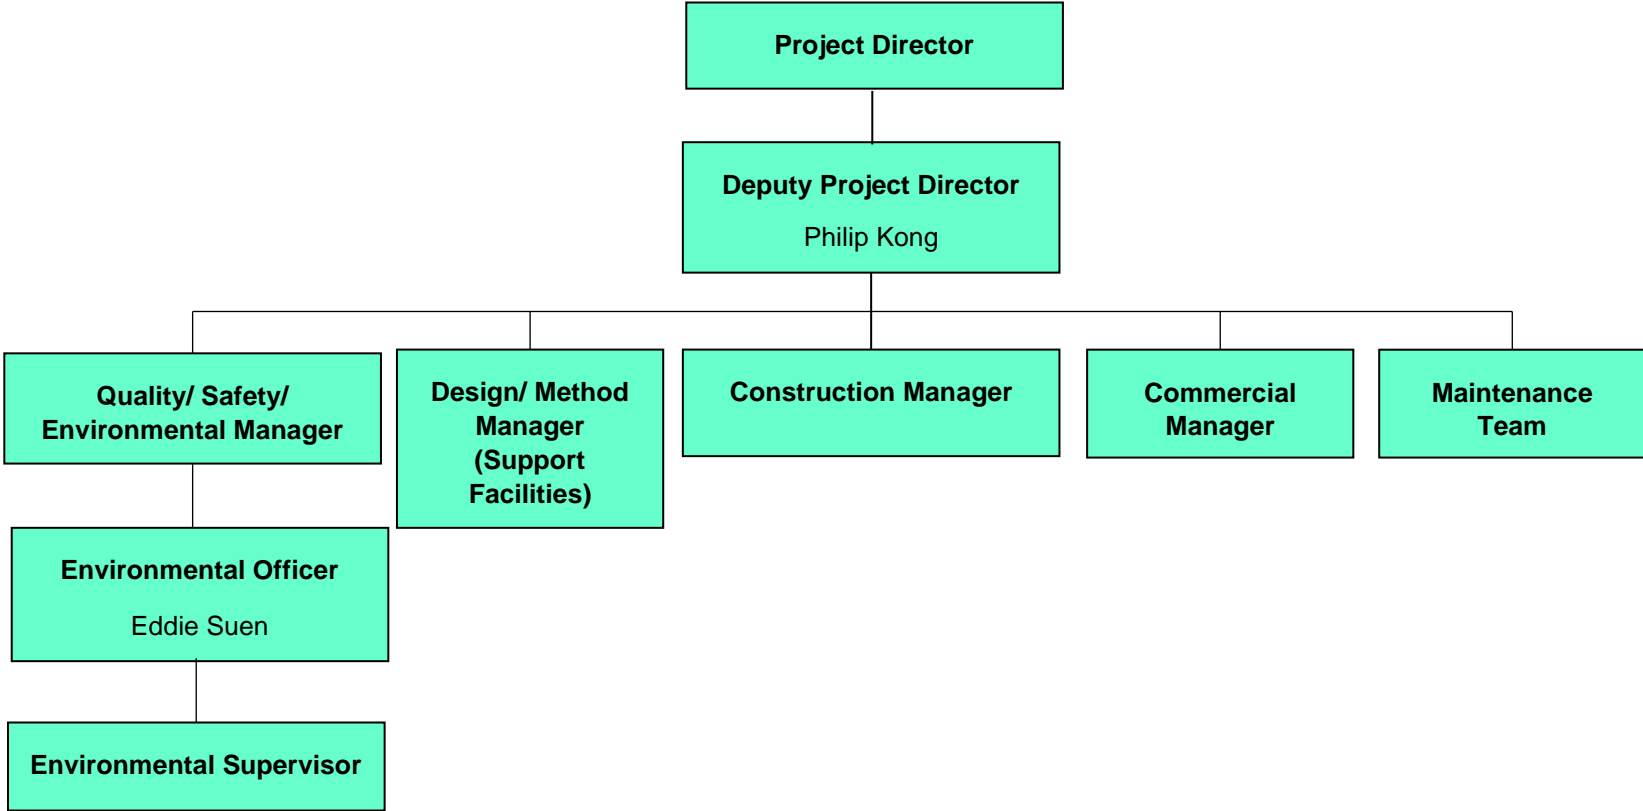 Project Director
Deputy Project Director
Philip Kong
Quality/ Safety/
Environmental Manager
Design/ Method
Manager
(Support
Facilities)
Construction Manager
Commercial
Manager
Maintenance
Team
Environmental Officer
Eddie Suen
Environmental Supervisor